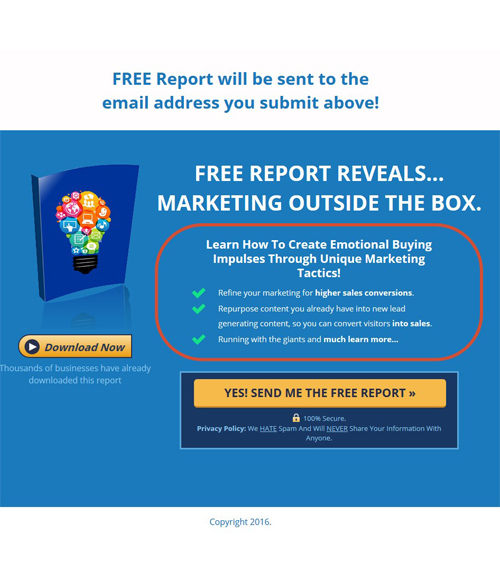 FREE Report will be sent to the
email address you submit above!
FREE REPORT REVEALS...
MARKETING OUTSIDE THE BOX.
Learn How To Create Emotional Buying
Impulses Through Unique Marketing
Tactics!
Refine your marketing for higher sales conversions.
Repurpose content you already have into new lead
generating content, so you can convert visitors into sales.
Running with the giants and much learn more...
Download Now
Thousands of businesses have already
downloaded this report
YES! SEND ME THE FREE REPORT »
100% Secure.
Privacy Policy: We HATE Spam And Will NEVER Share Your Information With
Anyone.
Copyright 2016.